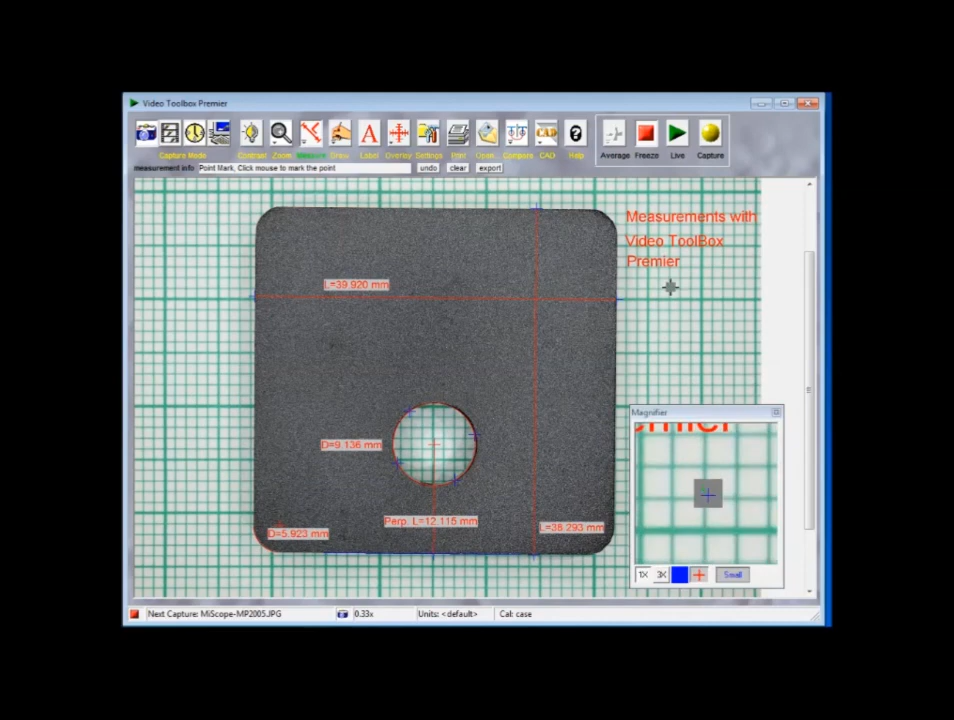 Video Toolbox Premier
Capture Mode Contrast Zoom Measure Draw Label Overlay Settings Print Open Compare CAD Help Average Freeze Live Capture
A CAD ?
measurement info Point Mark, Click mouse to mark the point undo clear export
Measurements with
Video ToolBox
Premier
L=39.920 mm
D=9.136 mm
Perp. L=12.115 mm
L=38.293 mm
D=5.923 mm
Magnifier
1X 3X Small
Next Capture: MiScope-MP2005.JPG 0.33x Units: <default> Cal: case